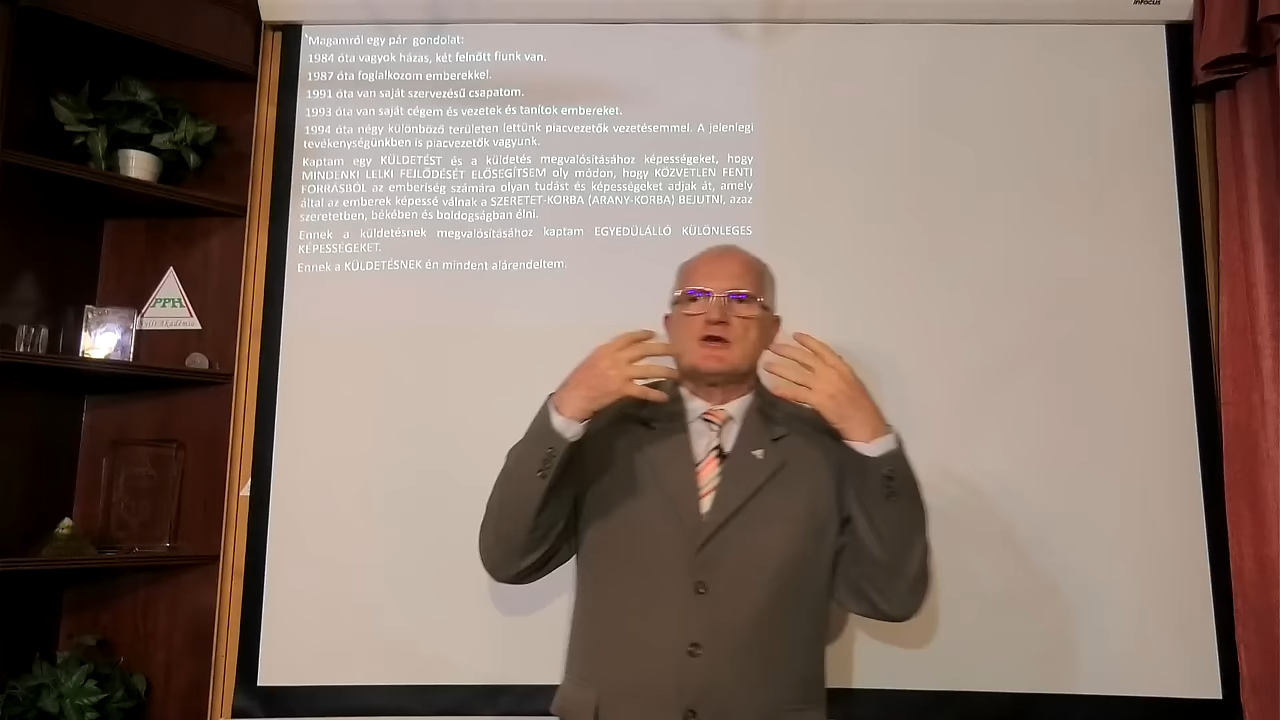 InFocus
Magamról egy pár gondolat:
1984 óta vagyok házas, két felnőtt fiunk van.
1987 óta foglalkozom emberekkel.
1991 óta van saját szervezésű csapatom.
1993 óta van saját cégem és vezetek és tanítok embereket.
1994 óta négy különböző területen lettünk piacvezetők vezetésemmel. A jelenlegi
tevékenységünkben is piacvezetők vagyunk.
Kaptam egy KÜLDETÉST és a küldetés megvalósításához képességeket, hogy
MINDENKI LELKI FEJLŐDÉSÉT ELŐSEGÍTSEM oly módon, hogy KÖZVETLEN FENTI
FORRÁSBÓL az emberiség számára olyan tudást és képességeket adjak át, amely
által az emberek képessé válnak a SZERETET-KORBA (ARANY-KORBA) BEJUTNI, azaz
szeretetben, békében és boldogságban élni.
Ennek a küldetésnek megvalósításához kaptam EGYEDÜLÁLLÓ KÜLÖNLEGES
KÉPESSÉGEKET.
Ennek a KÜLDETÉSNEK én mindent alárendeltem.
PPH
Nyílt Akadémia